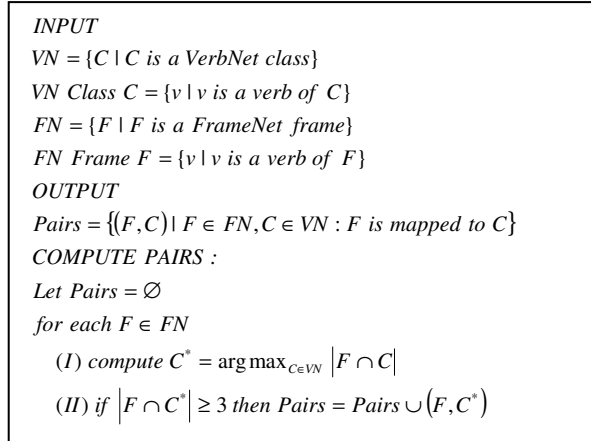 INPUT
VN = {C | C is a VerbNet class}
VN Class C = {v | v is a verb of C}
FN = {F | F is a FrameNet frame}
FN Frame F = {v | v is a verb of F}
OUTPUT
Pairs = {(F, C) | F ∈ FN, C ∈ VN : F is mapped to C}
COMPUTE PAIRS :
Let Pairs = ∅
for each F ∈ FN
(I) compute C* = arg max C∈VN |F ∩ C|
(II) if |F ∩ C*| ≥ 3 then Pairs = Pairs ∪ (F, C*)